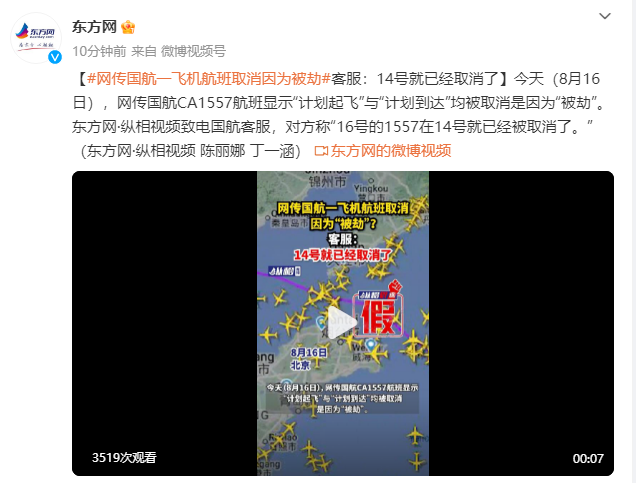 东方网
eastday.com
东方网
10分钟前 来自 微博视频号
【#网传国航一飞机航班取消因为被劫#客服：14号就已经取消了】今天（8月16
日），网传国航CA1557航班显示“计划起飞”与“计划到达”均被取消是因为“被劫”。
东方网·纵相视频致电国航客服，对方称“16号的1557在14号就已经被取消了。”
（东方网·纵相视频 陈丽娜 丁一涵） 东方网的微博视频
锦州市
Yingkou
网传国航一飞机航班取消
因为“被劫”？
客服：
14号就已经取消了
纵相
纵相
假
威海
8月16日
北京
今天(8月16日)，网传国航CA1557航班显示
“计划起飞”与“计划到达”均被取消
是因为“被劫”。
3519次观看
00:07